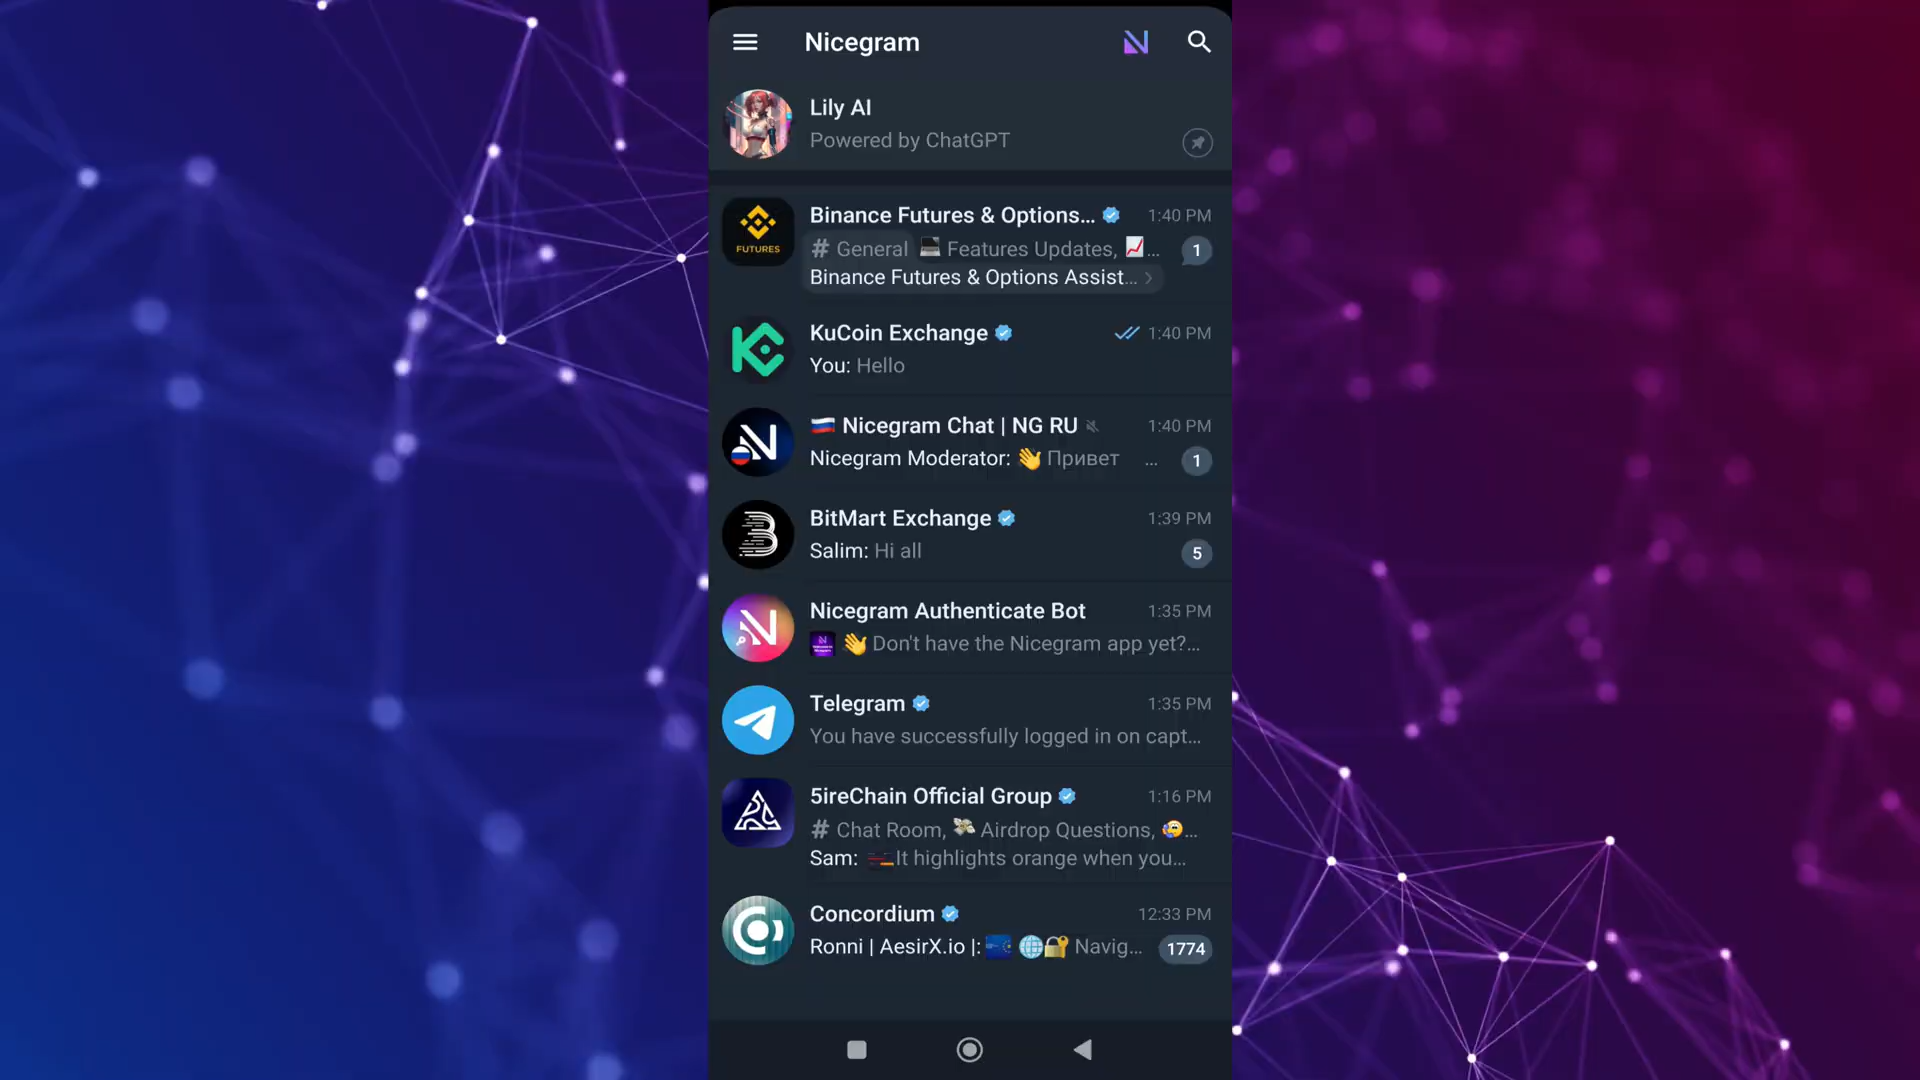 Nicegram
Lily AI
Powered by ChatGPT
FUTURES
Binance Futures & Options... 1:40 PM
# General 💻 Features Updates, 📈... 1
Binance Futures & Options Assist... >
KuCoin Exchange 1:40 PM
You: Hello
🇷🇺 Nicegram Chat | NG RU 1:40 PM
Nicegram Moderator: 👋 Привет ... 1
BitMart Exchange 1:39 PM
Salim: Hi all 5
Nicegram Authenticate Bot 1:35 PM
👋 Don't have the Nicegram app yet?...
Telegram 1:35 PM
You have successfully logged in on capt...
5ireChain Official Group 1:16 PM
# Chat Room, 💸 Airdrop Questions, 🤣...
Sam: It highlights orange when you...
Concordium 12:33 PM
Ronni | AesirX.io |: 🌐🔐 Navig... 1774